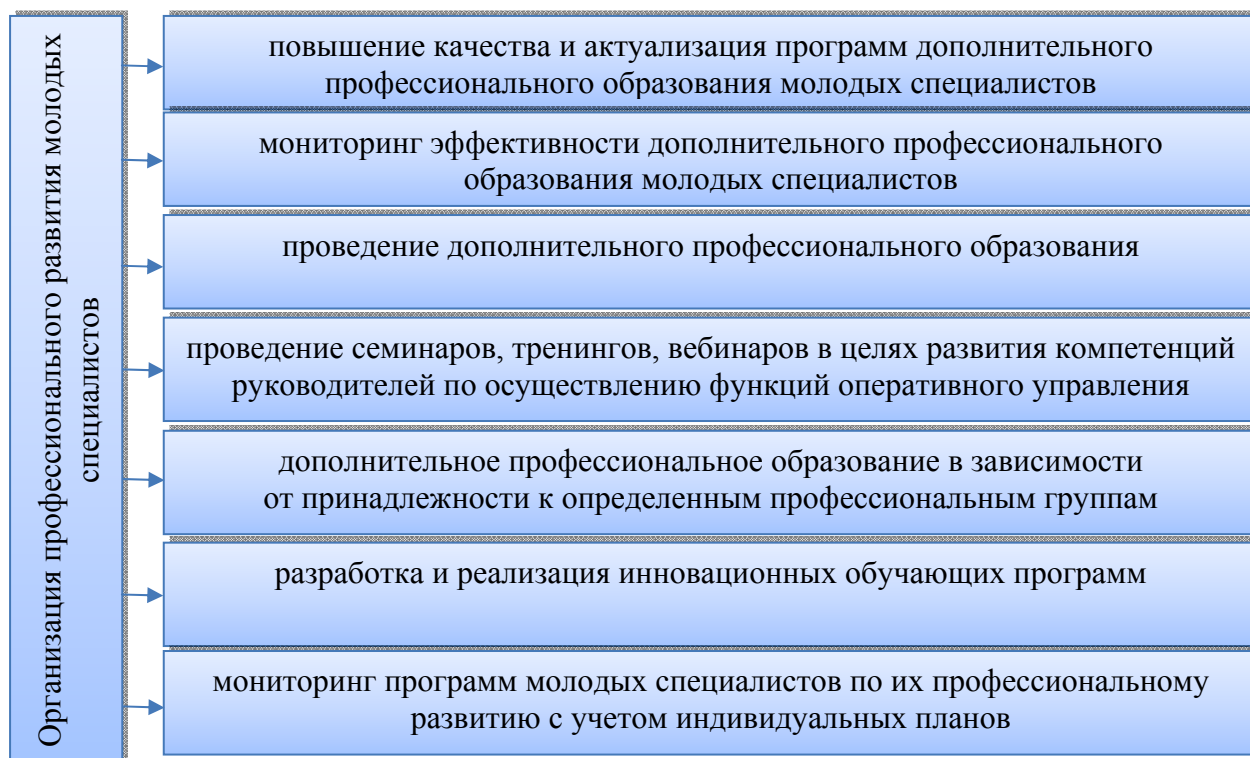 Организация профессионального развития молодых
специалистов
повышение качества и актуализация программ дополнительного
профессионального образования молодых специалистов
мониторинг эффективности дополнительного профессионального
образования молодых специалистов
проведение дополнительного профессионального образования
проведение семинаров, тренингов, вебинаров в целях развития компетенций
руководителей по осуществлению функций оперативного управления
дополнительное профессиональное образование в зависимости
от принадлежности к определенным профессиональным группам
разработка и реализация инновационных обучающих программ
мониторинг программ молодых специалистов по их профессиональному
развитию с учетом индивидуальных планов